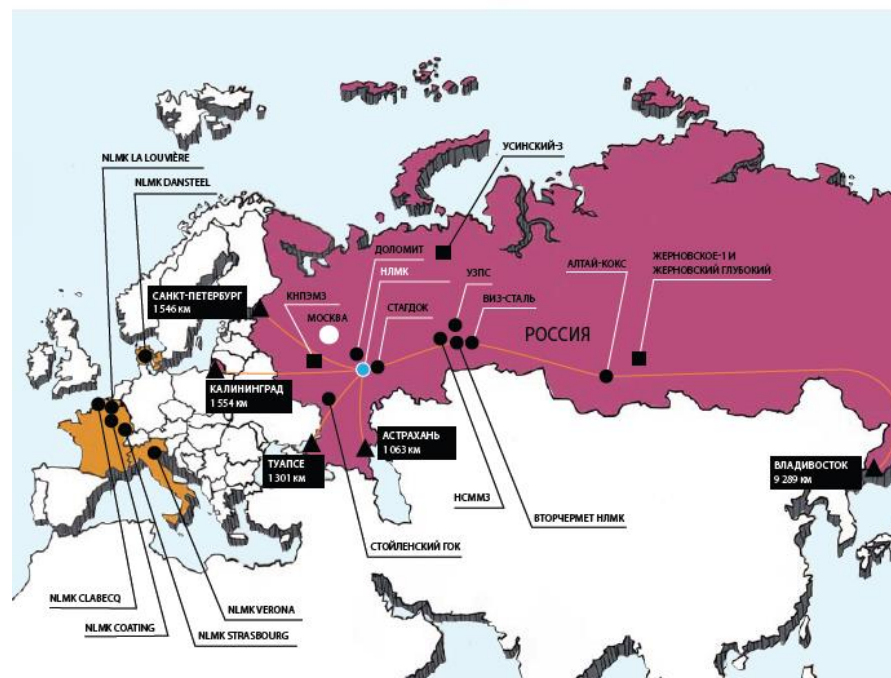 NLMK LA LOUVIÈRE
NLMK DANSTEEL
УСИНСКИЙ-3
ДОЛОМИТ
НЛМК
УЗПС
АЛТАЙ-КОКС
ЖЕРНОВСКОЕ-1 И
ЖЕРНОВСКИЙ ГЛУБОКИЙ
САНКТ-ПЕТЕРБУРГ
1 546 км
КНПЭМЗ
МОСКВА
СТАГДОК
ВИЗ-СТАЛЬ
РОССИЯ
КАЛИНИНГРАД
1 554 км
АСТРАХАНЬ
1 063 км
ТУАПСЕ
1 301 км
ВЛАДИВОСТОК
9 289 км
НСММЗ
ВТОРЧЕРМЕТ НЛМК
СТОЙЛЕНСКИЙ ГОК
NLMK CLABECQ
NLMK VERONA
NLMK COATING
NLMK STRASBOURG